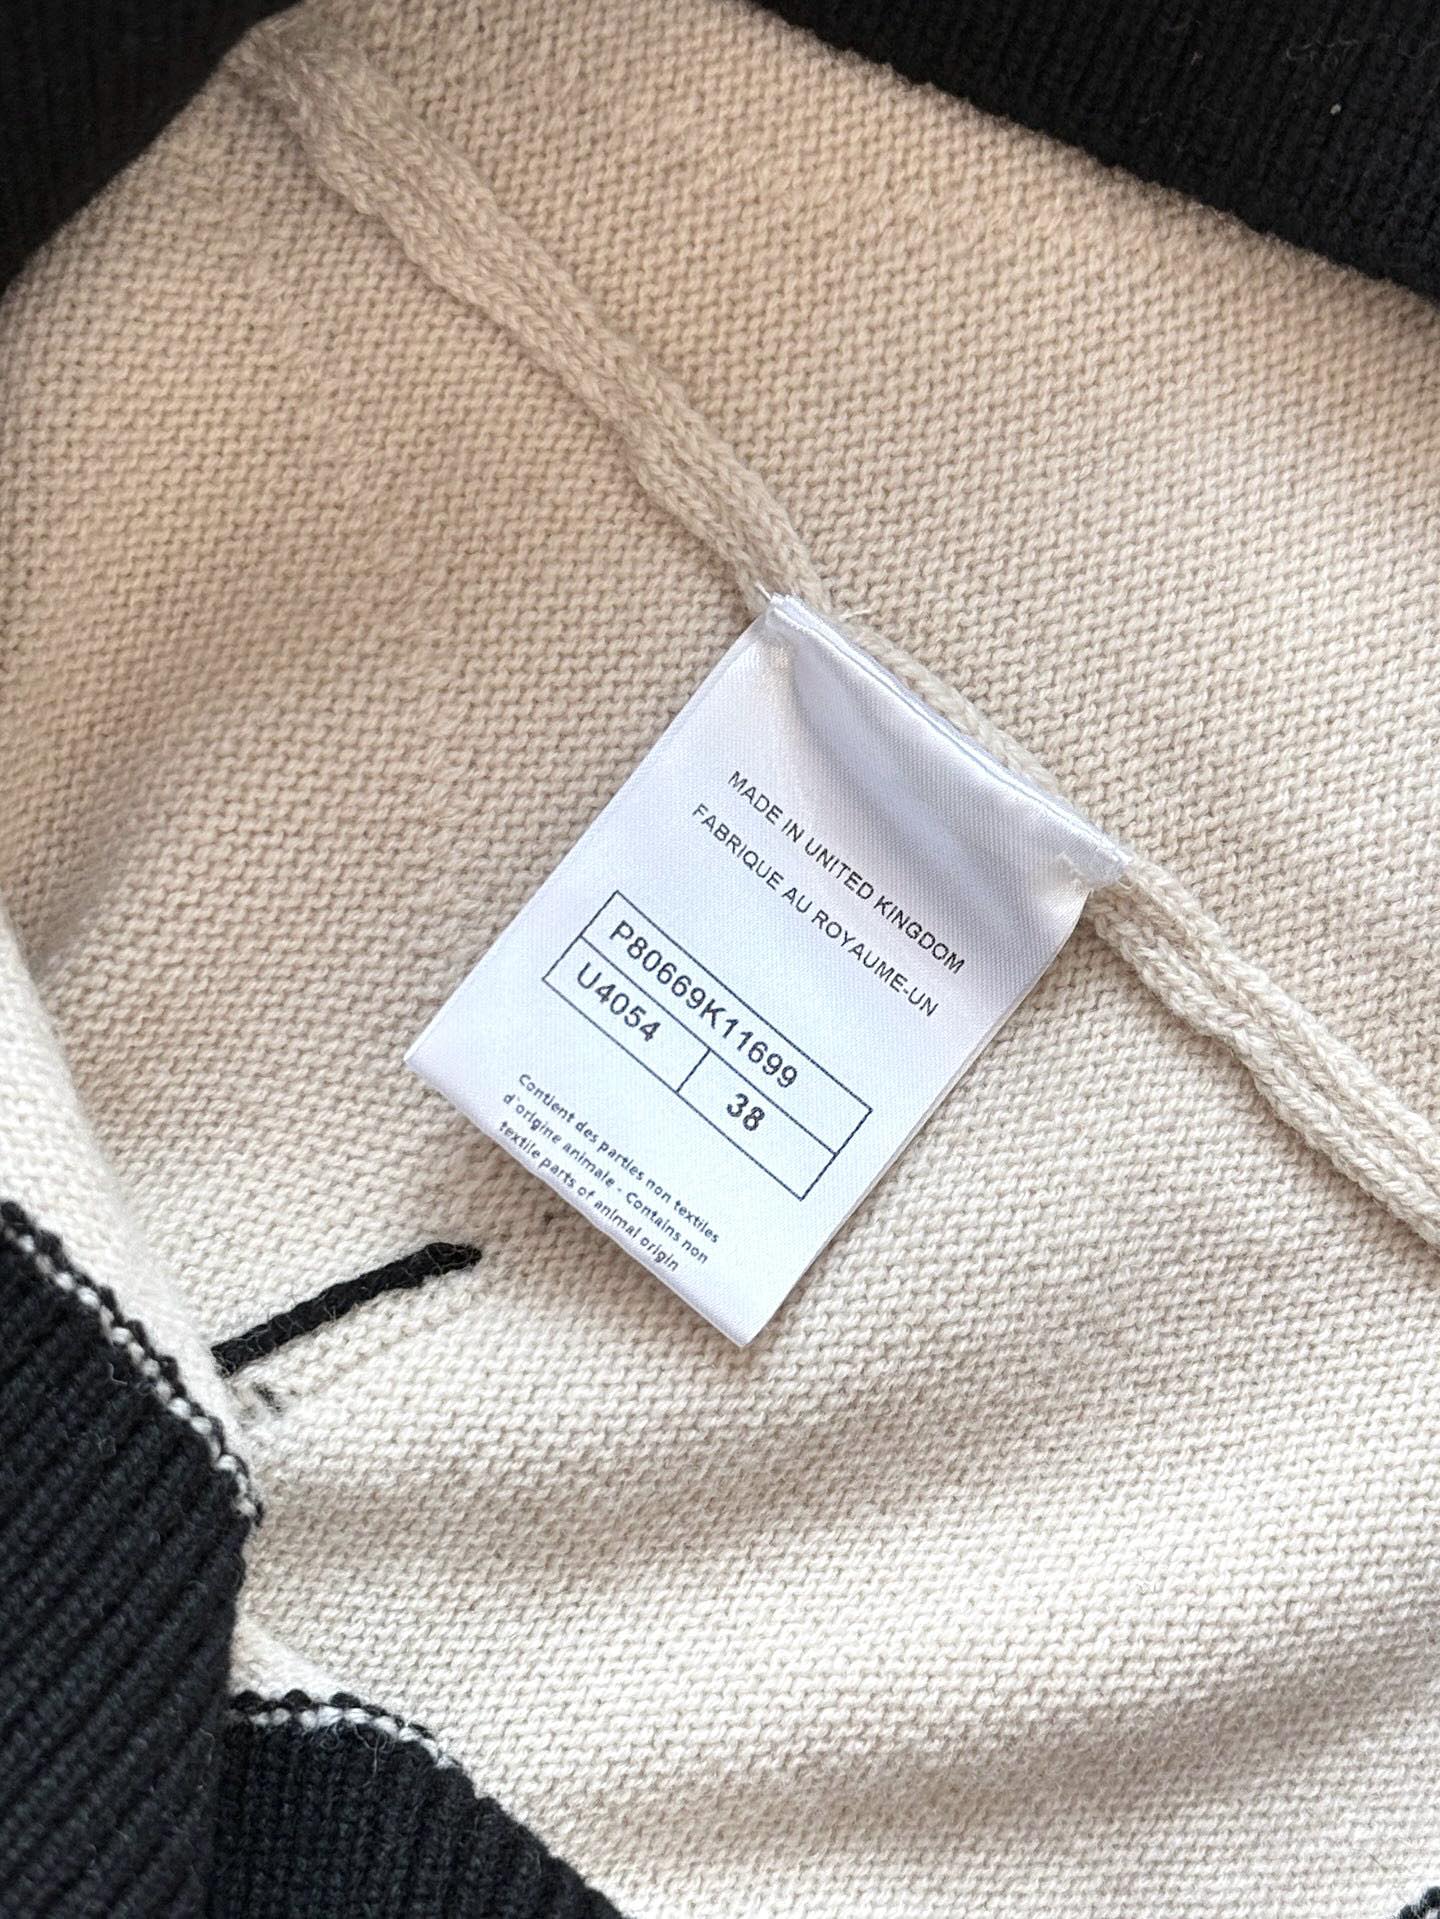 MADE IN UNITED KINGDOM
FABRIQUE AU ROYAUME-UN
P80669K11699
U4054 38
Contient des parties non textiles
d'origine animale - Contains non
textile parts of animal origin